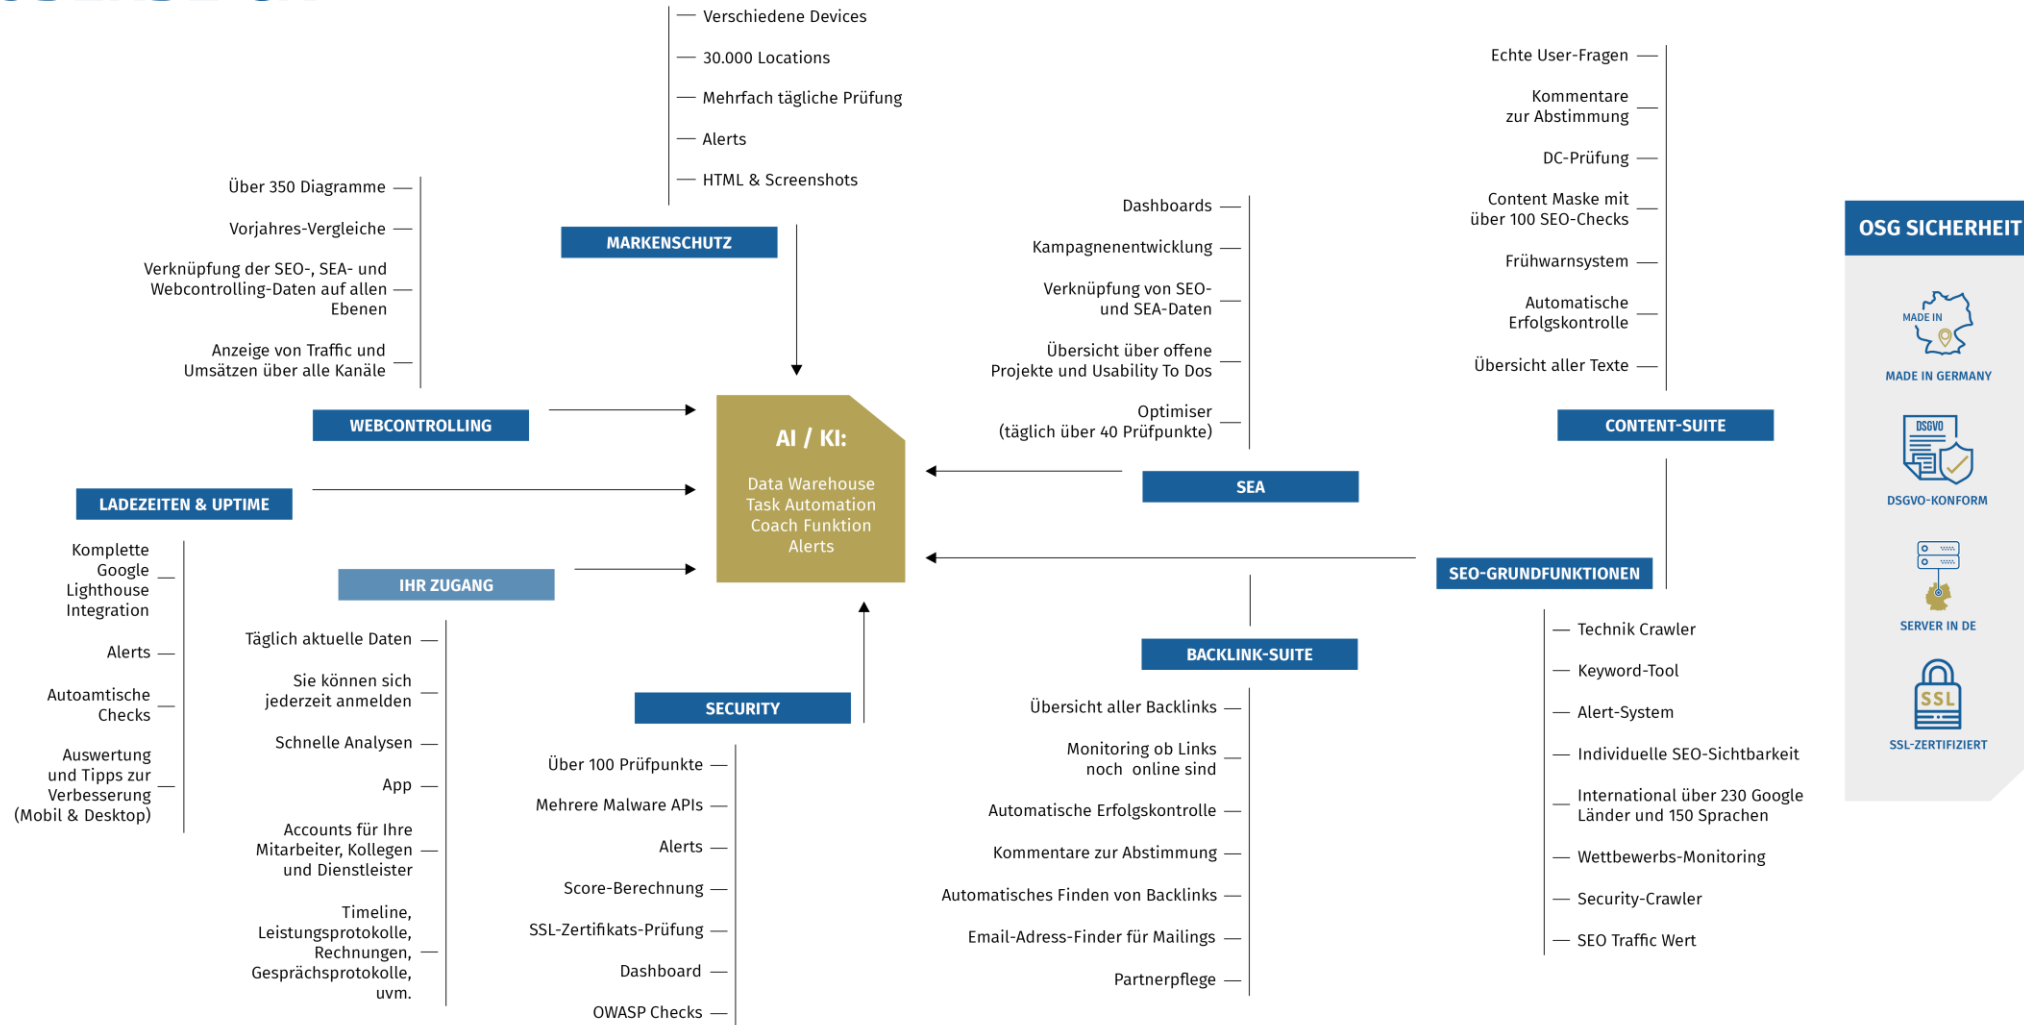 Verschiedene Devices
30.000 Locations
Mehrfach tägliche Prüfung
Alerts
HTML & Screenshots
MARKENSCHUTZ
Über 350 Diagramme
Vorjahres-Vergleiche
Verknüpfung der SEO-, SEA- und
Webcontrolling-Daten auf allen
Ebenen
Anzeige von Traffic und
Umsätzen über alle Kanäle
WEBCONTROLLING
Dashboards
Kampagnenentwicklung
Verknüpfung von SEO-
und SEA-Daten
Übersicht über offene
Projekte und Usability To Dos
Optimiser
(täglich über 40 Prüfpunkte)
SEA
Echte User-Fragen
Kommentare
zur Abstimmung
DC-Prüfung
Content Maske mit
über 100 SEO-Checks
Frühwarnsystem
Automatische
Erfolgskontrolle
Übersicht aller Texte
CONTENT-SUITE
AI / KI:
Data Warehouse
Task Automation
Coach Funktion
Alerts
LADEZEITEN & UPTIME
Komplette
Google
Lighthouse
Integration
Alerts
Autoamtische
Checks
Auswertung
und Tipps zur
Verbesserung
(Mobil & Desktop)
IHR ZUGANG
Täglich aktuelle Daten
Sie können sich
jederzeit anmelden
Schnelle Analysen
App
Accounts für Ihre
Mitarbeiter, Kollegen
und Dienstleister
Timeline,
Leistungsprotokolle,
Rechnungen,
Gesprächsprotokolle,
uvm.
SECURITY
Über 100 Prüfpunkte
Mehrere Malware APIs
Alerts
Score-Berechnung
SSL-Zertifikats-Prüfung
Dashboard
OWASP Checks
BACKLINK-SUITE
Übersicht aller Backlinks
Monitoring ob Links
noch online sind
Automatische Erfolgskontrolle
Kommentare zur Abstimmung
Automatisches Finden von Backlinks
Email-Adress-Finder für Mailings
Partnerpflege
SEO-GRUNDFUNKTIONEN
Technik Crawler
Keyword-Tool
Alert-System
Individuelle SEO-Sichtbarkeit
International über 230 Google
Länder und 150 Sprachen
Wettbewerbs-Monitoring
Security-Crawler
SEO Traffic Wert
OSG SICHERHEIT
MADE IN
MADE IN GERMANY
DSGVO
DSGVO-KONFORM
SERVER IN DE
SSL
SSL-ZERTIFIZIERT